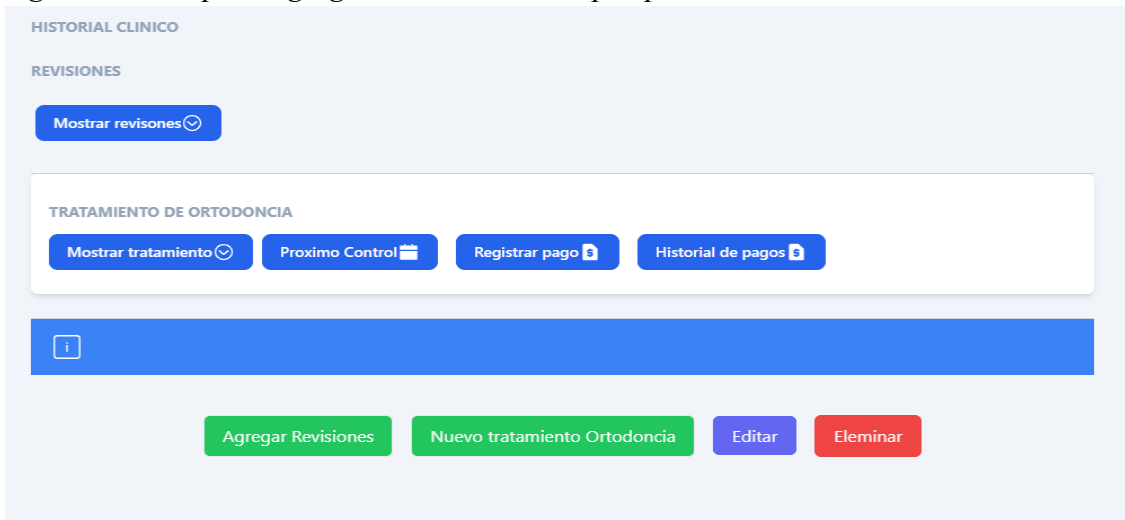 HISTORIAL CLINICO
REVISIONES
Mostrar revisones
TRATAMIENTO DE ORTODONCIA
Mostrar tratamiento Proximo Control Registrar pago Historial de pagos
Agregar Revisiones Nuevo tratamiento Ortodoncia Editar Eleminar